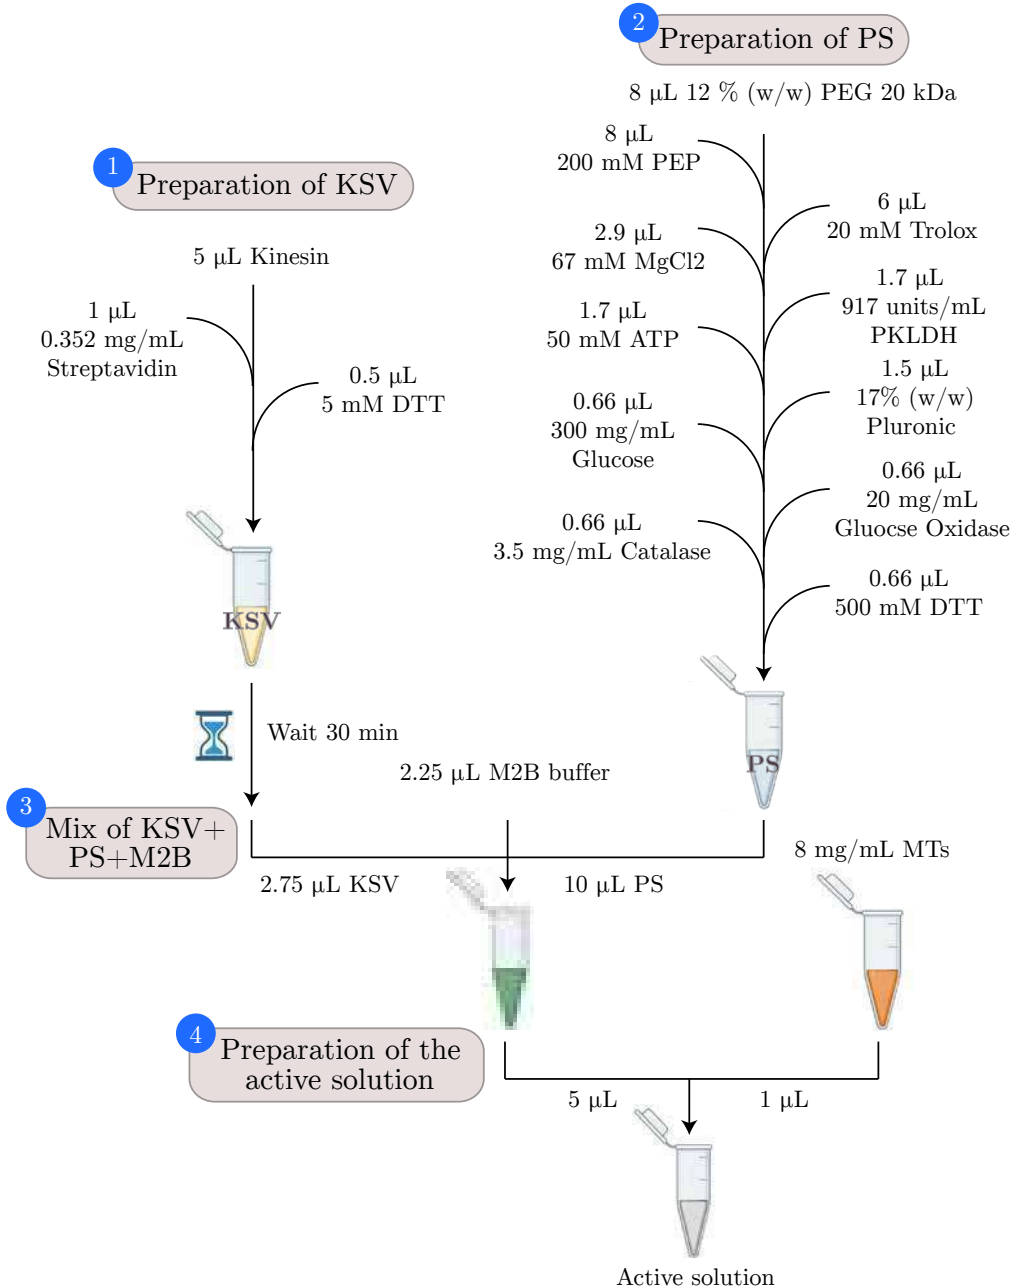 2
Preparation of PS
8 μL 12 % (w/w) PEG 20 kDa
8 μL
200 mM PEP
6 μL
20 mM Trolox
2.9 μL
67 mM MgCl2
1.7 μL
917 units/mL
PKLDH
1.7 μL
50 mM ATP
1.5 μL
17% (w/w)
Pluronic
0.66 μL
300 mg/mL
Glucose
0.66 μL
20 mg/mL
Gluocse Oxidase
0.66 μL
3.5 mg/mL Catalase
0.66 μL
500 mM DTT
PS
1
Preparation of KSV
5 μL Kinesin
1 μL
0.352 mg/mL
Streptavidin
0.5 μL
5 mM DTT
KSV
Wait 30 min
2.25 μL M2B buffer
3
Mix of KSV+
PS+M2B
2.75 μL KSV
10 μL PS
8 mg/mL MTs
4
Preparation of the
active solution
5 μL
1 μL
Active solution